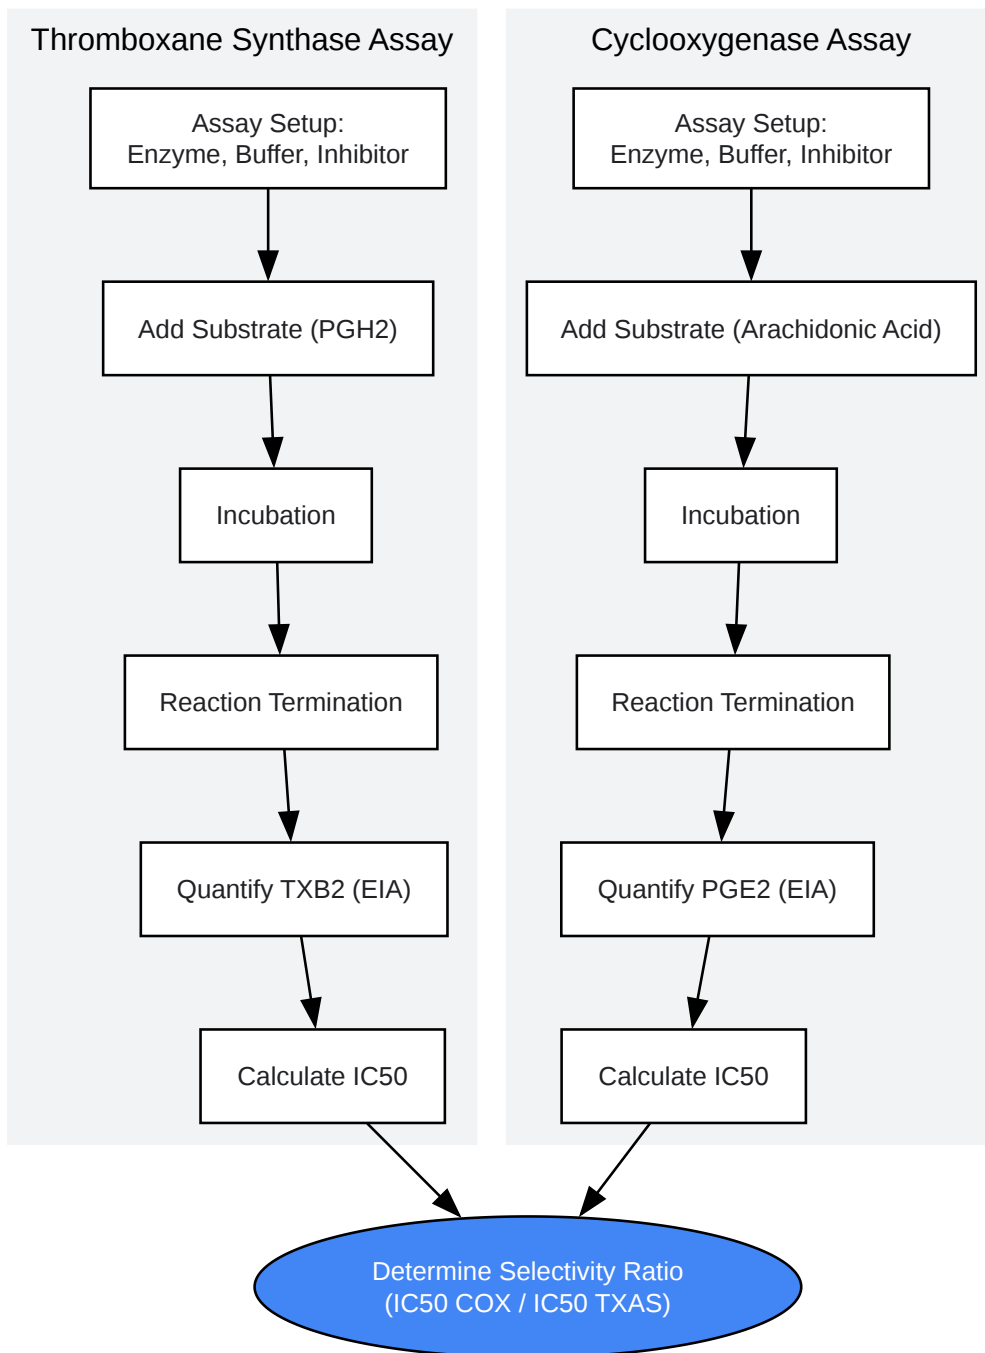 Thromboxane Synthase Assay
Assay Setup:
Enzyme, Buffer, Inhibitor
Add Substrate (PGH2)
Incubation
Reaction Termination
Quantify TXB2 (EIA)
Calculate IC50
Cyclooxygenase Assay
Assay Setup:
Enzyme, Buffer, Inhibitor
Add Substrate (Arachidonic Acid)
Incubation
Reaction Termination
Quantify PGE2 (EIA)
Calculate IC50
Determine Selectivity Ratio
(IC50 COX / IC50 TXAS)